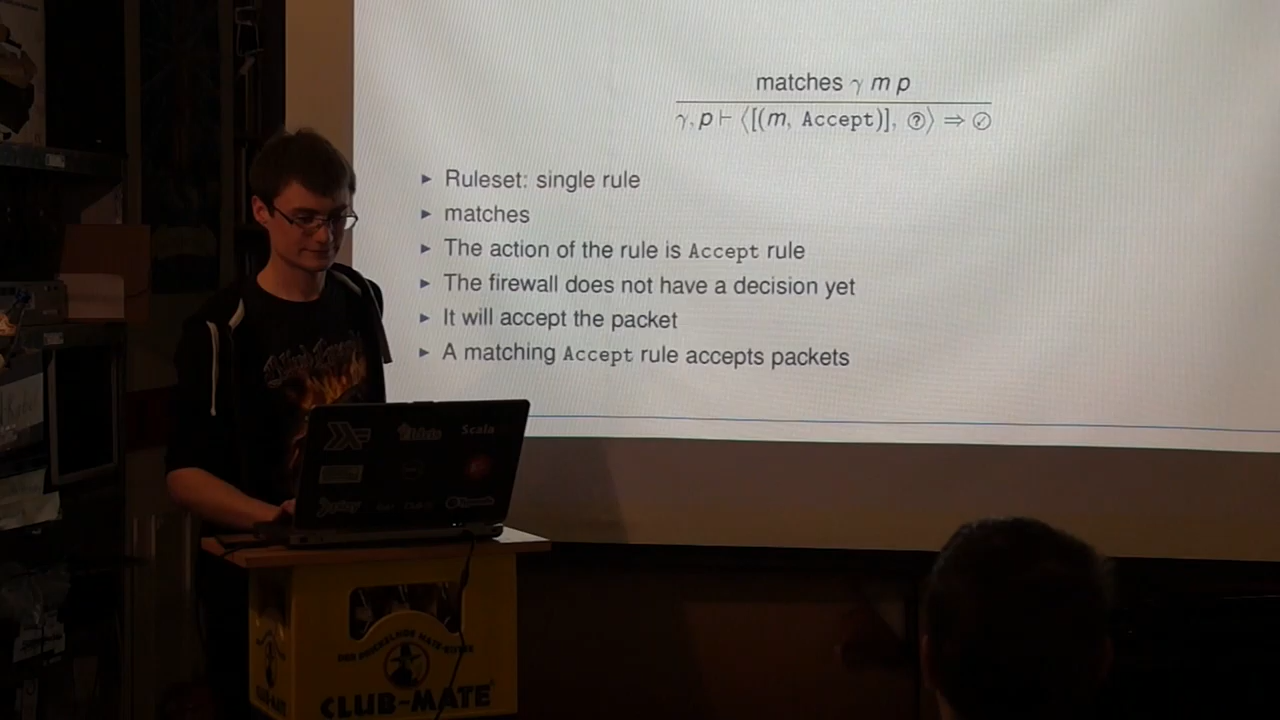 matches γ m p
γ, p ⊢ ⟨[(m, Accept)], ?⟩ ⇒ ✓
▸ Ruleset: single rule
▸ matches
▸ The action of the rule is Accept rule
▸ The firewall does not have a decision yet
▸ It will accept the packet
▸ A matching Accept rule accepts packets
Scala
CLUB-MATE